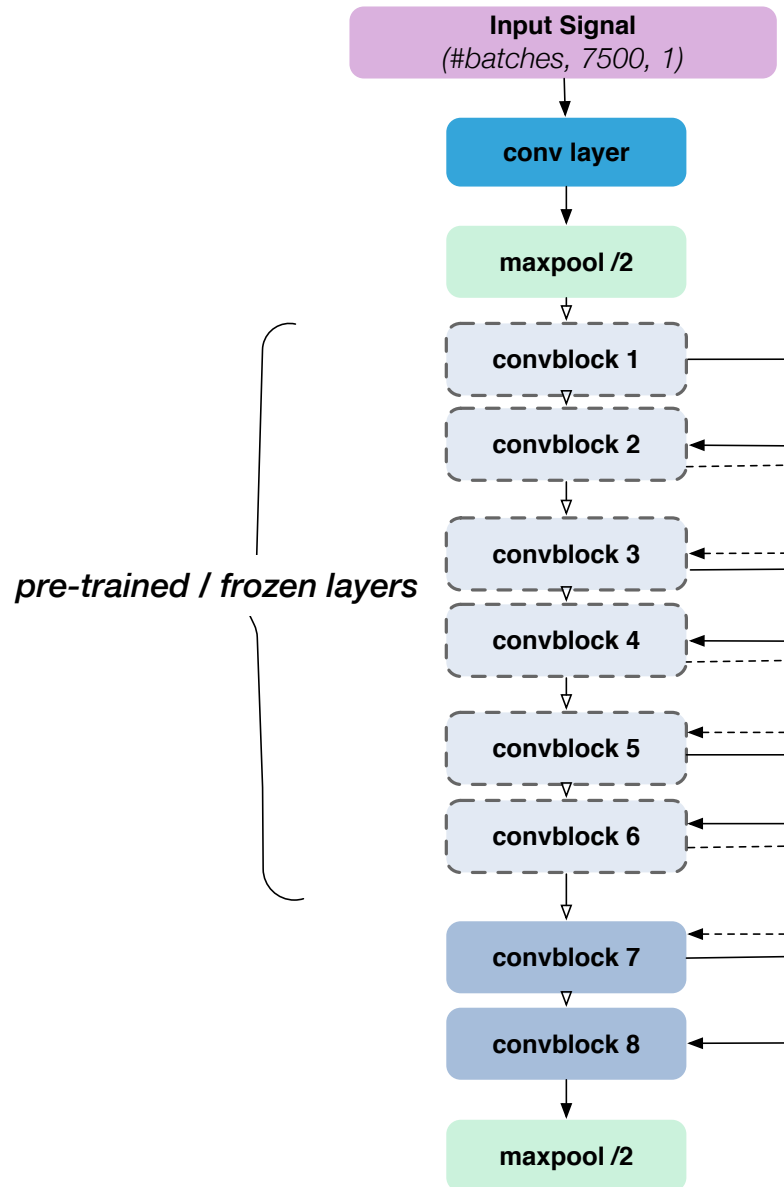 Input Signal
(#batches, 7500, 1)
conv layer
maxpool /2
convblock 1
convblock 2
convblock 3
pre-trained / frozen layers
convblock 4
convblock 5
convblock 6
convblock 7
convblock 8
maxpool /2